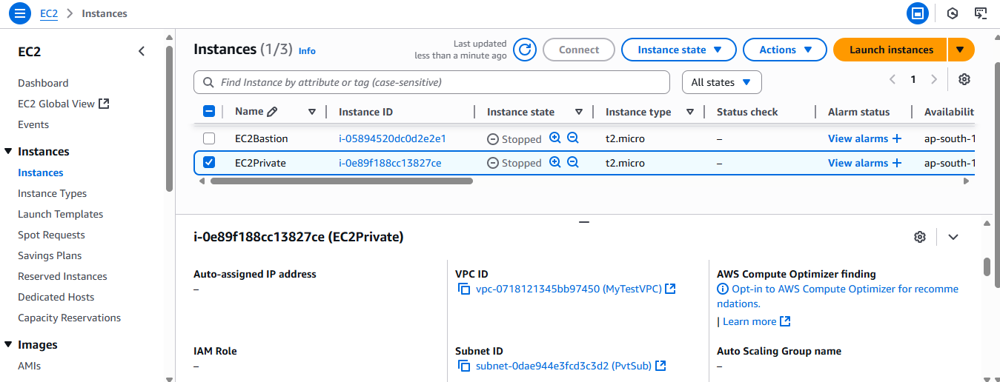 EC2 > Instances
EC2
Dashboard
EC2 Global View
Events
Instances
Instances
Instance Types
Launch Templates
Spot Requests
Savings Plans
Reserved Instances
Dedicated Hosts
Capacity Reservations
Images
AMIs
Instances (1/3) Info
Last updated
less than a minute ago
Connect
Instance state
Actions
Launch instances
Find Instance by attribute or tag (case-sensitive)
All states
1
Name Instance ID Instance state Instance type Status check Alarm status Availabilit
EC2Bastion i-05894520dc0d2e2e1 Stopped t2.micro – View alarms + ap-south-1
EC2Private i-0e89f188cc13827ce Stopped t2.micro – View alarms + ap-south-1
i-0e89f188cc13827ce (EC2Private)
Auto-assigned IP address
–
VPC ID
vpc-0718121345bb97450 (MyTestVPC)
AWS Compute Optimizer finding
Opt-in to AWS Compute Optimizer for recomme
ndations.
| Learn more
IAM Role
–
Subnet ID
subnet-0dae944e3fcd3c3d2 (PvtSub)
Auto Scaling Group name
–